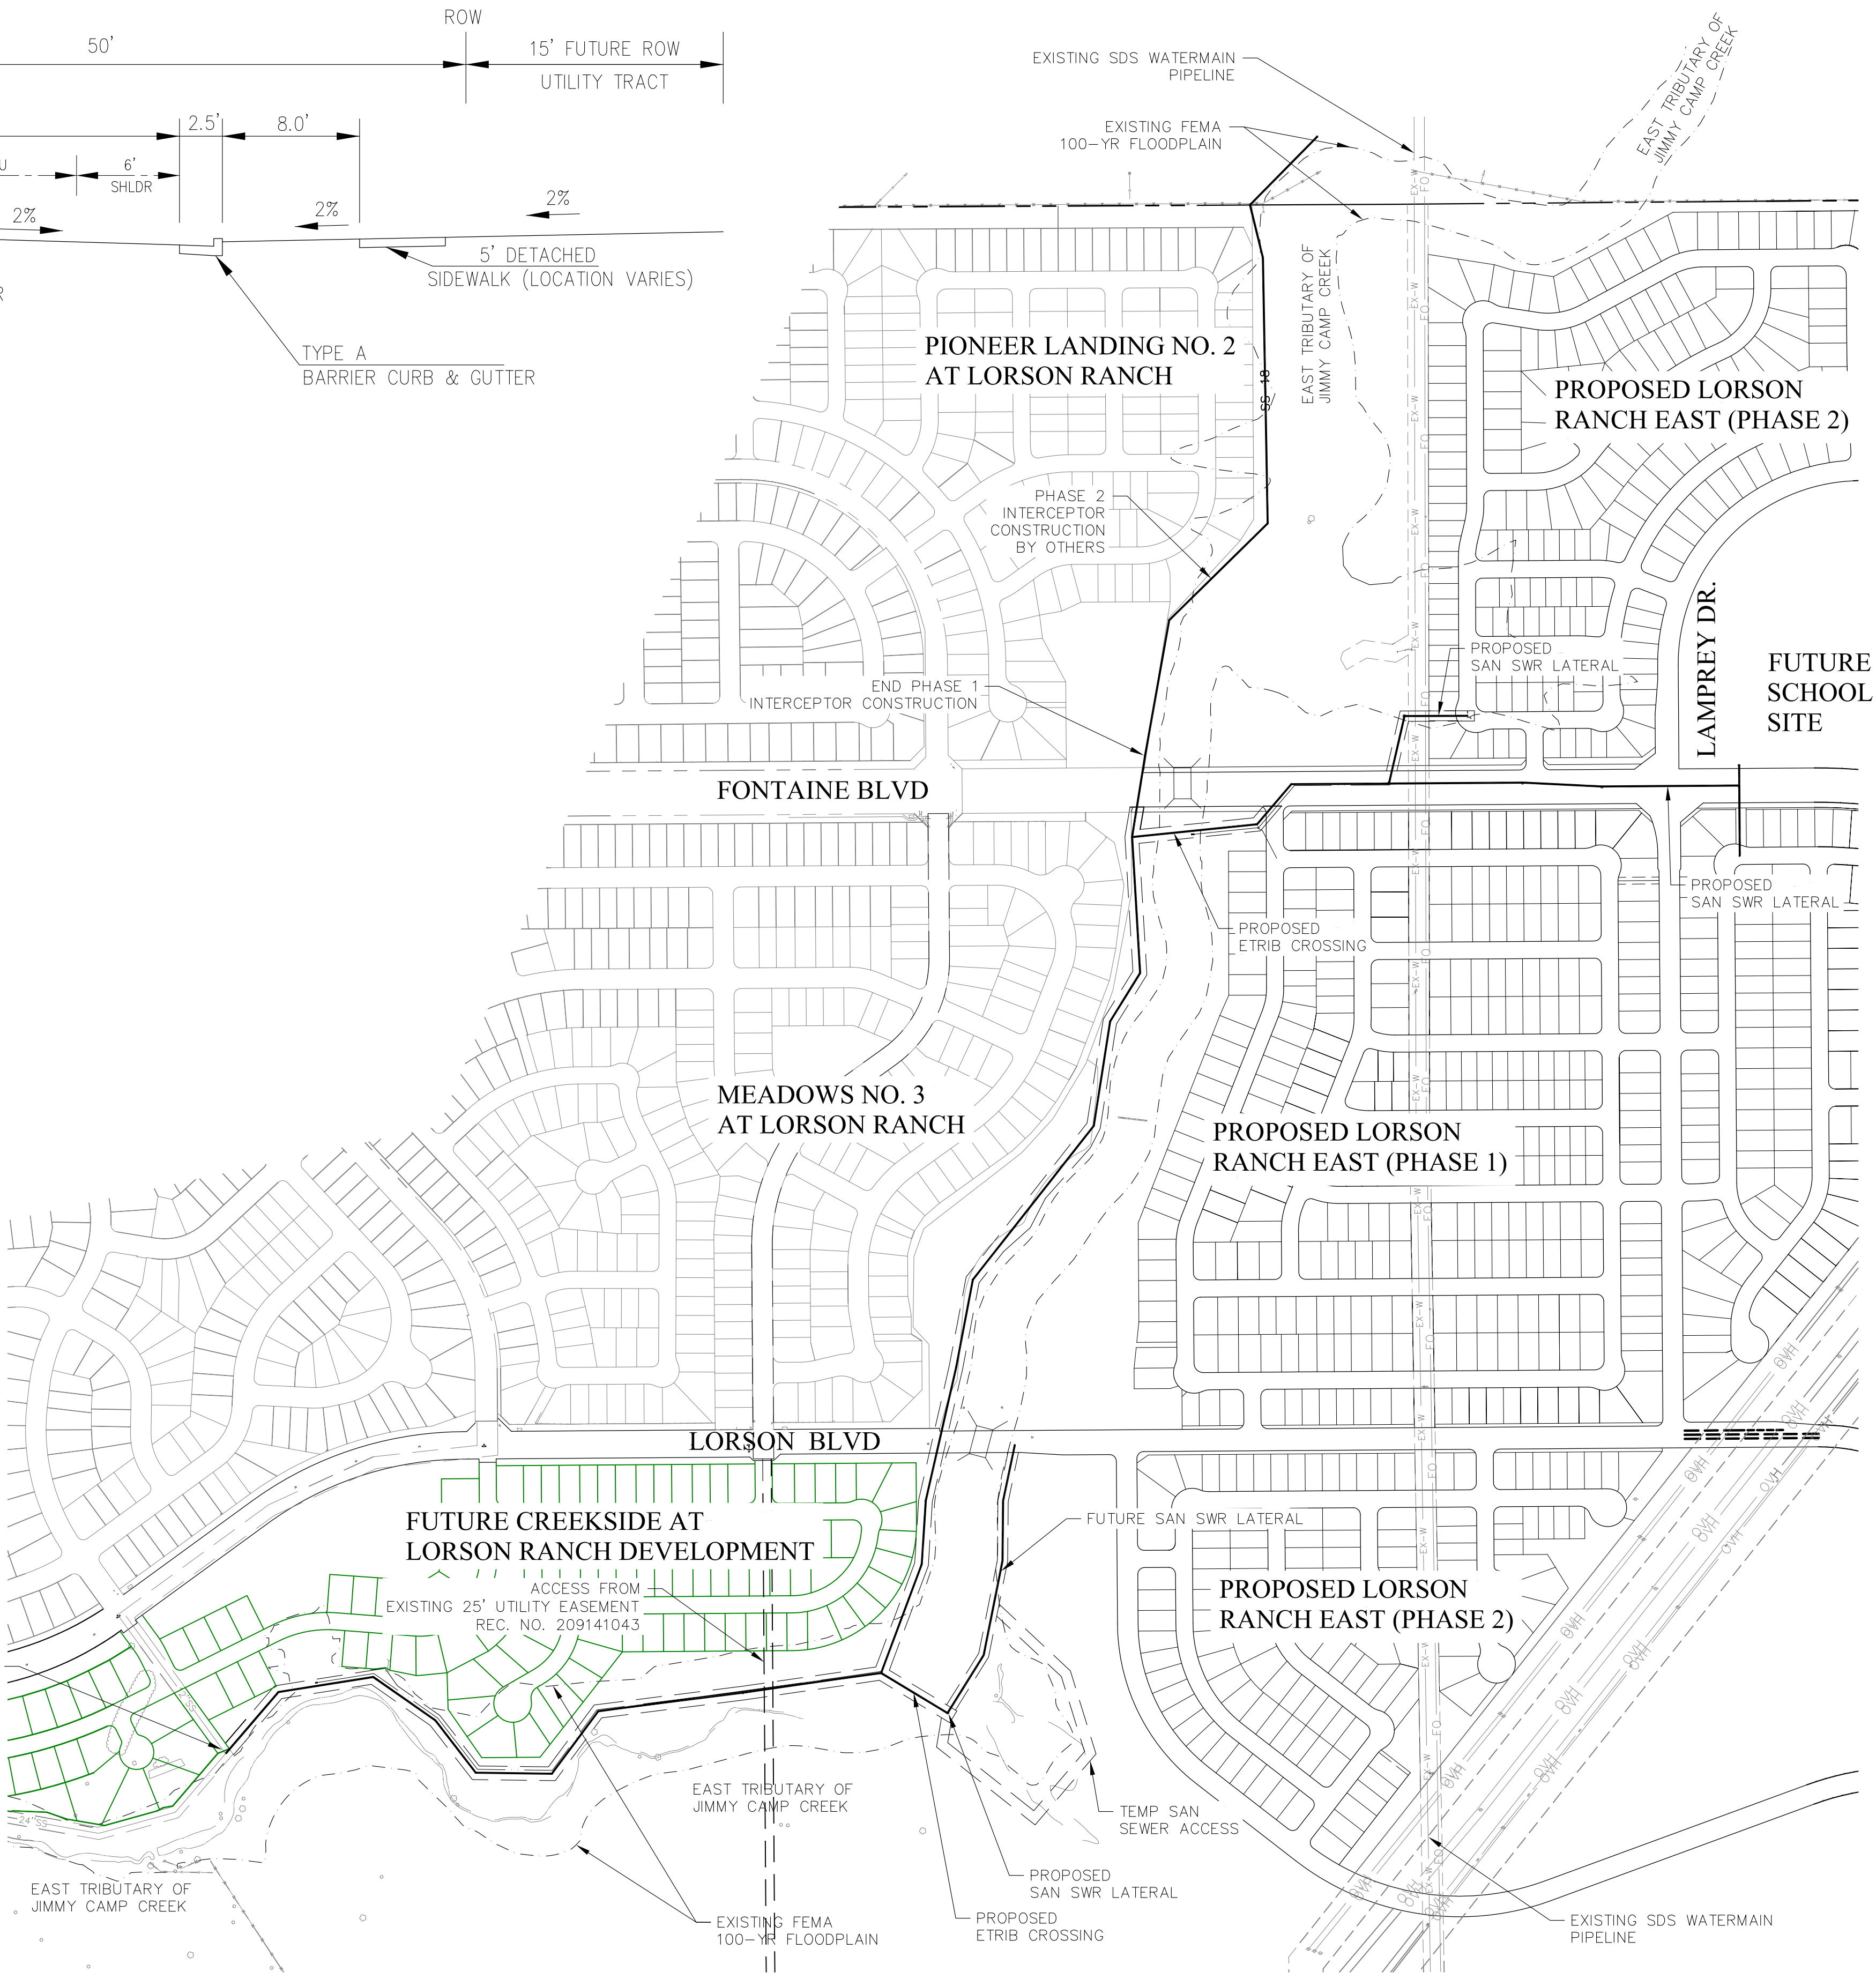 ROW
50'
15' FUTURE ROW
UTILITY TRACT
2.5'
8.0'
6'
SHLDR
2%
2%
2%
5' DETACHED
SIDEWALK (LOCATION VARIES)
TYPE A
BARRIER CURB & GUTTER
EXISTING SDS WATERMAIN
PIPELINE
EXISTING FEMA
100-YR FLOODPLAIN
EAST TRIBUTARY OF
JIMMY CAMP CREEK
EAST TRIBUTARY OF
JIMMY CAMP CREEK
PIONEER LANDING NO. 2
AT LORSON RANCH
SS 18
PROPOSED LORSON
RANCH EAST (PHASE 2)
PHASE 2
INTERCEPTOR
CONSTRUCTION
BY OTHERS
END PHASE 1
INTERCEPTOR CONSTRUCTION
PROPOSED
SAN SWR LATERAL
LAMPREY DR.
FUTURE
SCHOOL
SITE
FONTAINE BLVD
PROPOSED
SAN SWR LATERAL
PROPOSED
ETRIB CROSSING
MEADOWS NO. 3
AT LORSON RANCH
PROPOSED LORSON
RANCH EAST (PHASE 1)
LORSON BLVD
FUTURE CREEKSIDE AT
LORSON RANCH DEVELOPMENT
ACCESS FROM
EXISTING 25' UTILITY EASEMENT
REC. NO. 209141043
FUTURE SAN SWR LATERAL
PROPOSED LORSON
RANCH EAST (PHASE 2)
EAST TRIBUTARY OF
JIMMY CAMP CREEK
TEMP SAN
SEWER ACCESS
PROPOSED
SAN SWR LATERAL
EAST TRIBUTARY OF
JIMMY CAMP CREEK
24"SS
EXISTING FEMA
100-YR FLOODPLAIN
PROPOSED
ETRIB CROSSING
EXISTING SDS WATERMAIN
PIPELINE
EX-W
FO
OVH